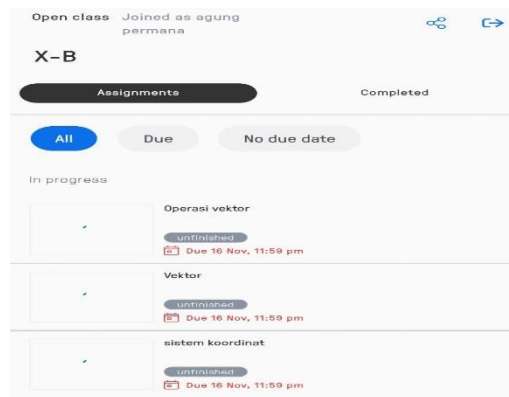 Open class Joined as agung
permana
X-B
Assignments Completed
All Due No due date
In progress
Operasi vektor
unfinished
Due 16 Nov, 11:59 pm
Vektor
unfinished
Due 16 Nov, 11:59 pm
sistem koordinat
unfinished
Due 16 Nov, 11:59 pm